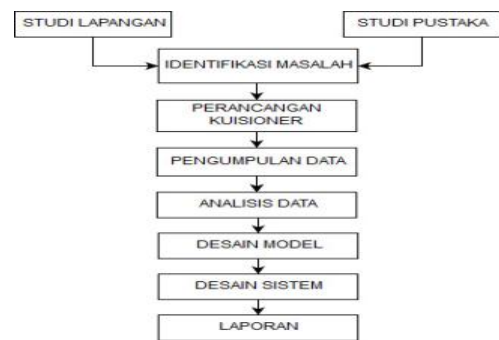 STUDI LAPANGAN
STUDI PUSTAKA
IDENTIFIKASI MASALAH
PERANCANGAN
KUISIONER
PENGUMPULAN DATA
ANALISIS DATA
DESAIN MODEL
DESAIN SISTEM
LAPORAN